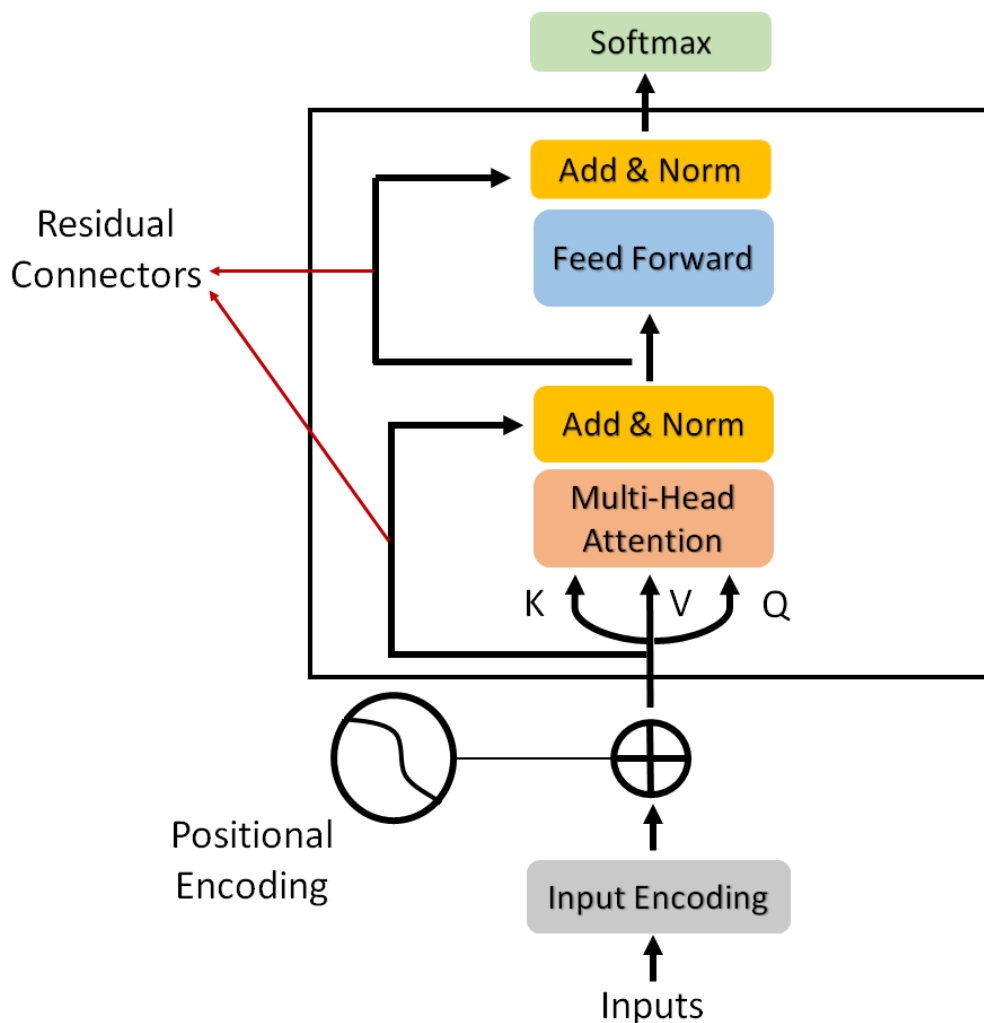 Softmax
Add & Norm
Feed Forward
Residual
Connectors
Add & Norm
Multi-Head
Attention
K
V
Q
Positional
Encoding
Input Encoding
Inputs